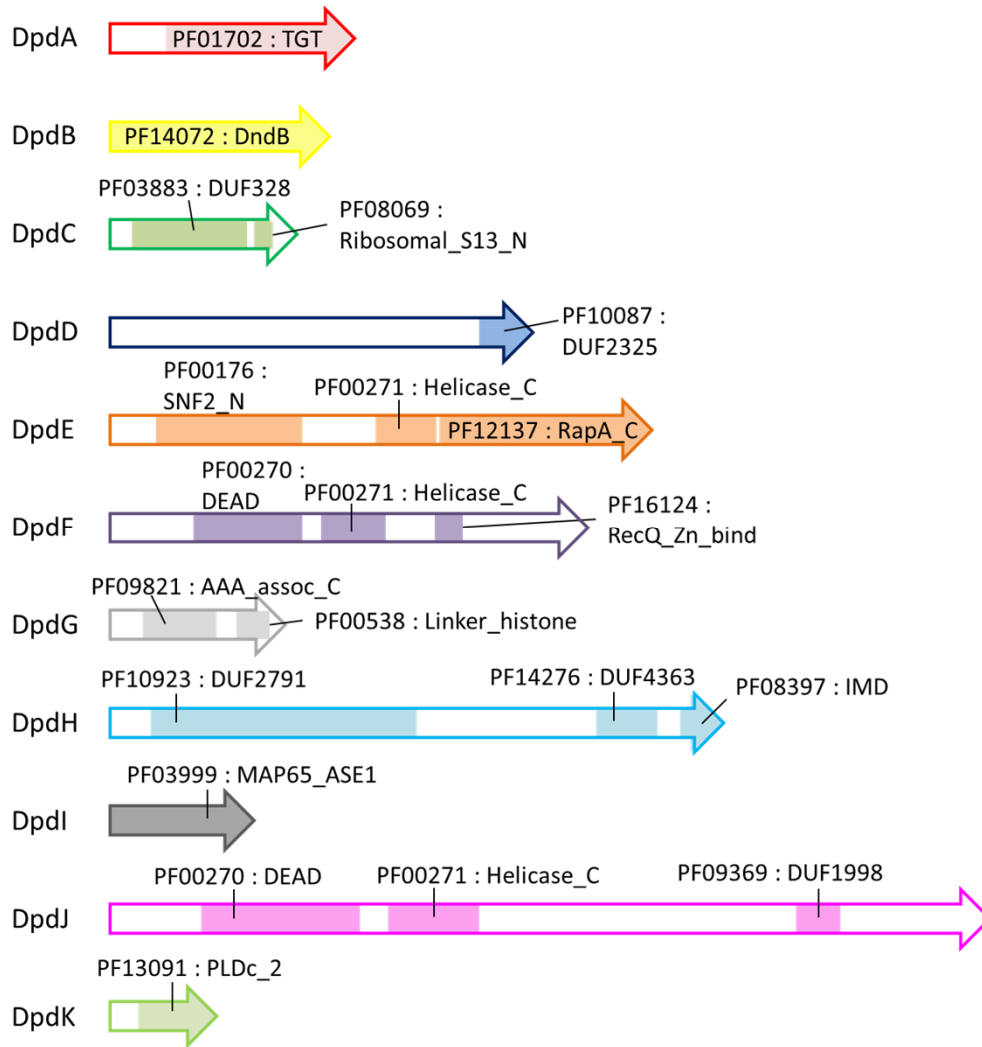 DpdA
PF01702 : TGT
DpdB
PF14072 : DndB
PF03883 : DUF328
DpdC
PF08069 :
Ribosomal_S13_N
DpdD
PF10087 :
DUF2325
PF00176 :
SNF2_N
PF00271 : Helicase_C
DpdE
PF12137 : RapA_C
PF00270 :
DEAD
PF00271 : Helicase_C
DpdF
PF16124 :
RecQ_Zn_bind
PF09821 : AAA_assoc_C
DpdG
PF00538 : Linker_histone
PF10923 : DUF2791
PF14276 : DUF4363
PF08397 : IMD
DpdH
PF03999 : MAP65_ASE1
DpdI
PF00270 : DEAD
PF00271 : Helicase_C
PF09369 : DUF1998
DpdJ
PF13091 : PLDc_2
DpdK